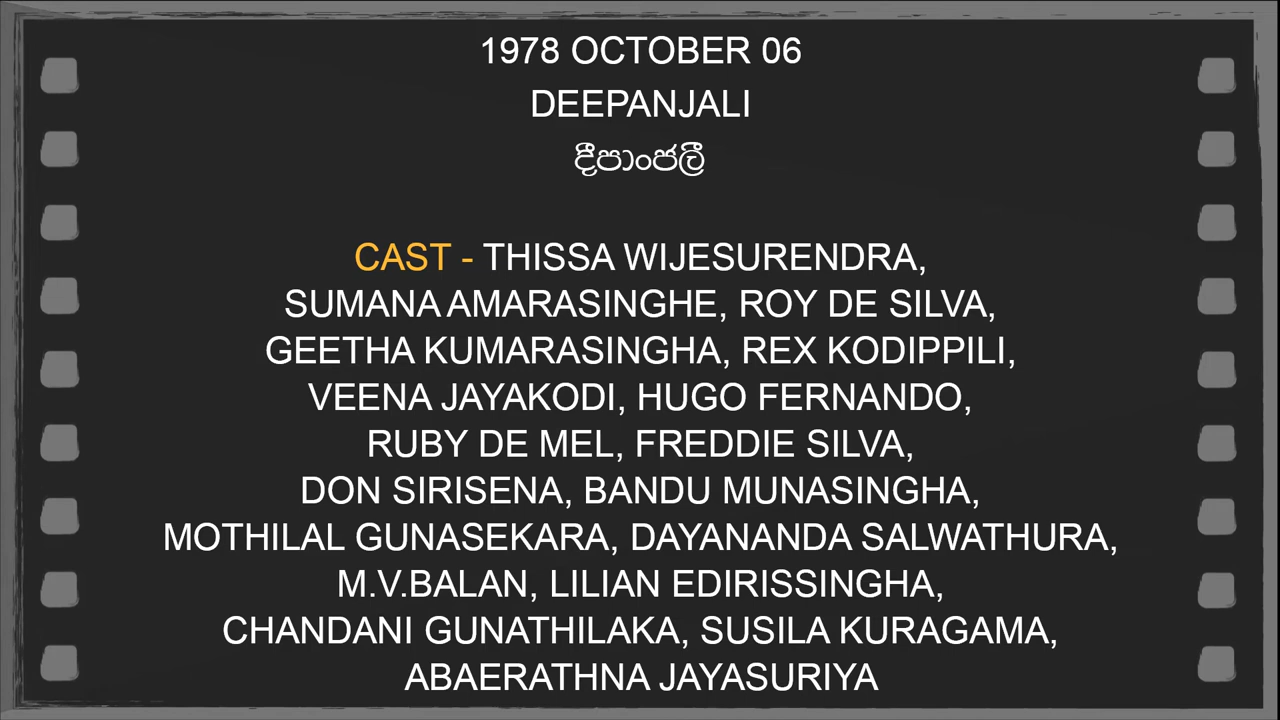 1978 OCTOBER 06
DEEPANJALI
දීපාංජලී
CAST - THISSA WIJESURENDRA,
SUMANA AMARASINGHE, ROY DE SILVA,
GEETHA KUMARASINGHA, REX KODIPPILI,
VEENA JAYAKODI, HUGO FERNANDO,
RUBY DE MEL, FREDDIE SILVA,
DON SIRISENA, BANDU MUNASINGHA,
MOTHILAL GUNASEKARA, DAYANANDA SALWATHURA,
M.V.BALAN, LILIAN EDIRISSINGHA,
CHANDANI GUNATHILAKA, SUSILA KURAGAMA,
ABAERATHNA JAYASURIYA